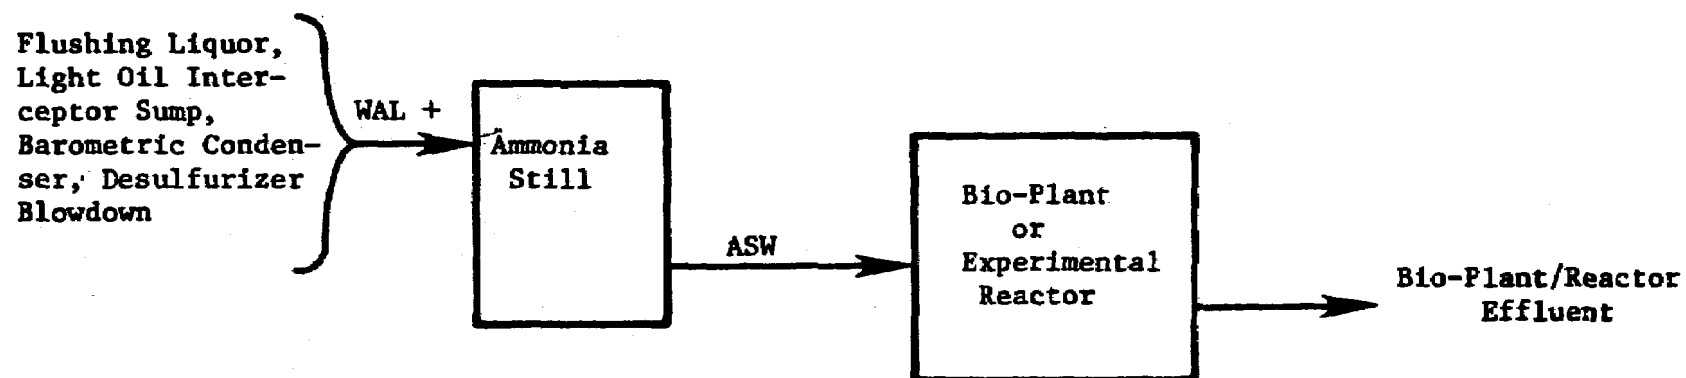 Flushing Liquor,
Light Oil Inter-
ceptor Sump,
Barometric Conden-
ser, Desulfurizer
Blowdown
WAL +
Ammonia
Still
ASW
Bio-Plant
or
Experimental
Reactor
Bio-Plant/Reactor
Effluent